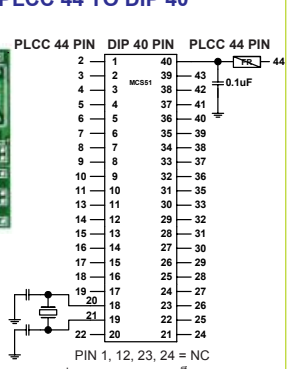 PLCC 44 TO DIP 40
PLCC 44 PIN DIP 40 PIN PLCC 44 PIN
2 1 40 FR 44
3 2 MCS51 39 43 0.1uF
4 3 38 42
5 4 37 41
6 5 36 40
7 6 35 39
8 7 34 38
9 8 33 37
10 9 32 36
11 10 31 35
13 11 30 33
14 12 29 32
15 13 28 31
16 14 27 30
17 15 26 29
18 16 25 28
19 17 24 27
20 18 23 26
21 19 22 25
22 20 21 24
PIN 1, 12, 23, 24 = NC